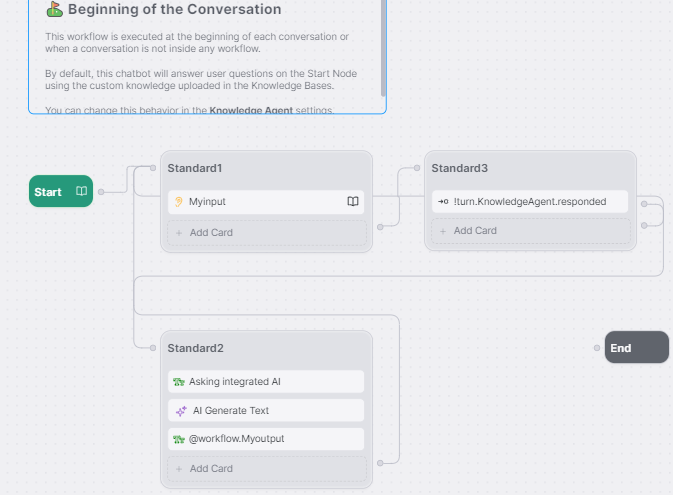 Beginning of the Conversation
This workflow is executed at the beginning of each conversation or
when a conversation is not inside any workflow.
By default, this chatbot will answer user questions on the Start Node
using the custom knowledge uploaded in the Knowledge Bases.
You can change this behavior in the Knowledge Agent settings.
Start
Standard1
Myinput
+ Add Card
Standard3
!turn.KnowledgeAgent.responded
+ Add Card
Standard2
Asking integrated AI
AI Generate Text
@workflow.Myoutput
+ Add Card
End